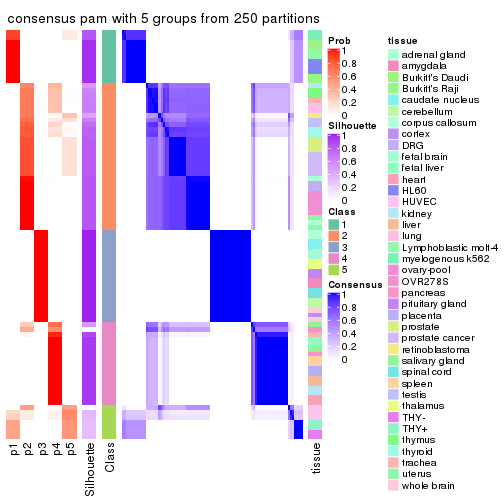 consensus pam with 5 groups from 250 partitions
p1
p2
p3
p4
p5
Silhouette
Class
tissue
Prob
1
0.8
0.6
0.4
0.2
0
Silhouette
1
0.8
0.6
0.4
0.2
0
Class
1
2
3
4
5
Consensus
1
0.8
0.6
0.4
0.2
0
tissue
adrenal gland
amygdala
Burkitt's Daudi
Burkitt's Raji
caudate nucleus
cerebellum
corpus callosum
cortex
DRG
fetal brain
fetal liver
heart
HL60
HUVEC
kidney
liver
lung
Lymphoblastic molt-4
myelogenous k562
ovary-pool
OVR278S
pancreas
pituitary gland
placenta
prostate
prostate cancer
retinoblastoma
salivary gland
spinal cord
spleen
testis
thalamus
THY-
THY+
thymus
thyroid
trachea
uterus
whole brain